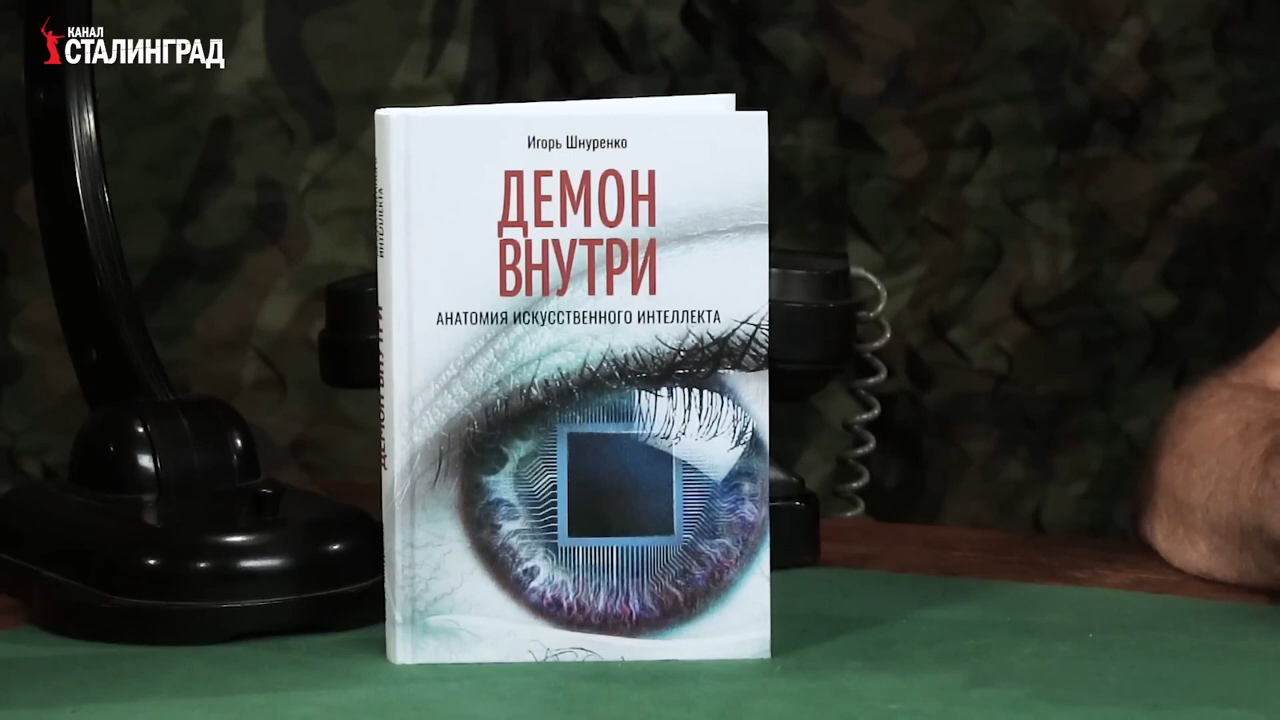 КАНАЛ
СТАЛИНГРАД
Игорь Шнуренко
ДЕМОН
ВНУТРИ
АНАТОМИЯ ИСКУССТВЕННОГО ИНТЕЛЛЕКТА
ДЕМОН ВНУТРИ
ИНТЕЛЛЕКТА